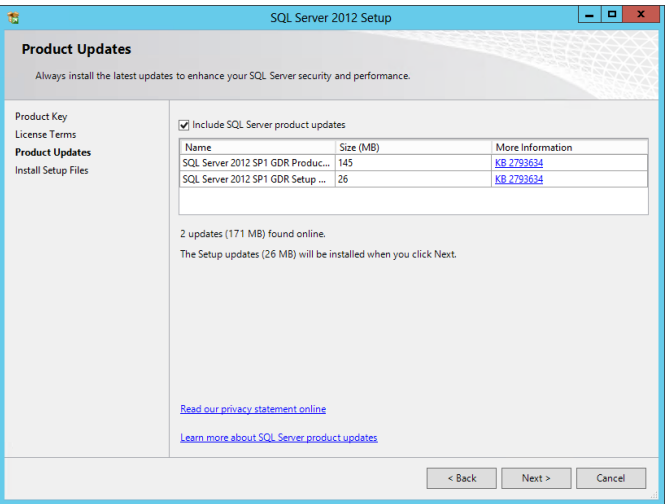 SQL Server 2012 Setup
Product Updates
Always install the latest updates to enhance your SQL Server security and performance.
Product Key
License Terms
Product Updates
Install Setup Files
Include SQL Server product updates
Name Size (MB) More Information
SQL Server 2012 SP1 GDR Produc... 145 KB 2793634
SQL Server 2012 SP1 GDR Setup ... 26 KB 2793634
2 updates (171 MB) found online.
The Setup updates (26 MB) will be installed when you click Next.
Read our privacy statement online
Learn more about SQL Server product updates
< Back Next > Cancel